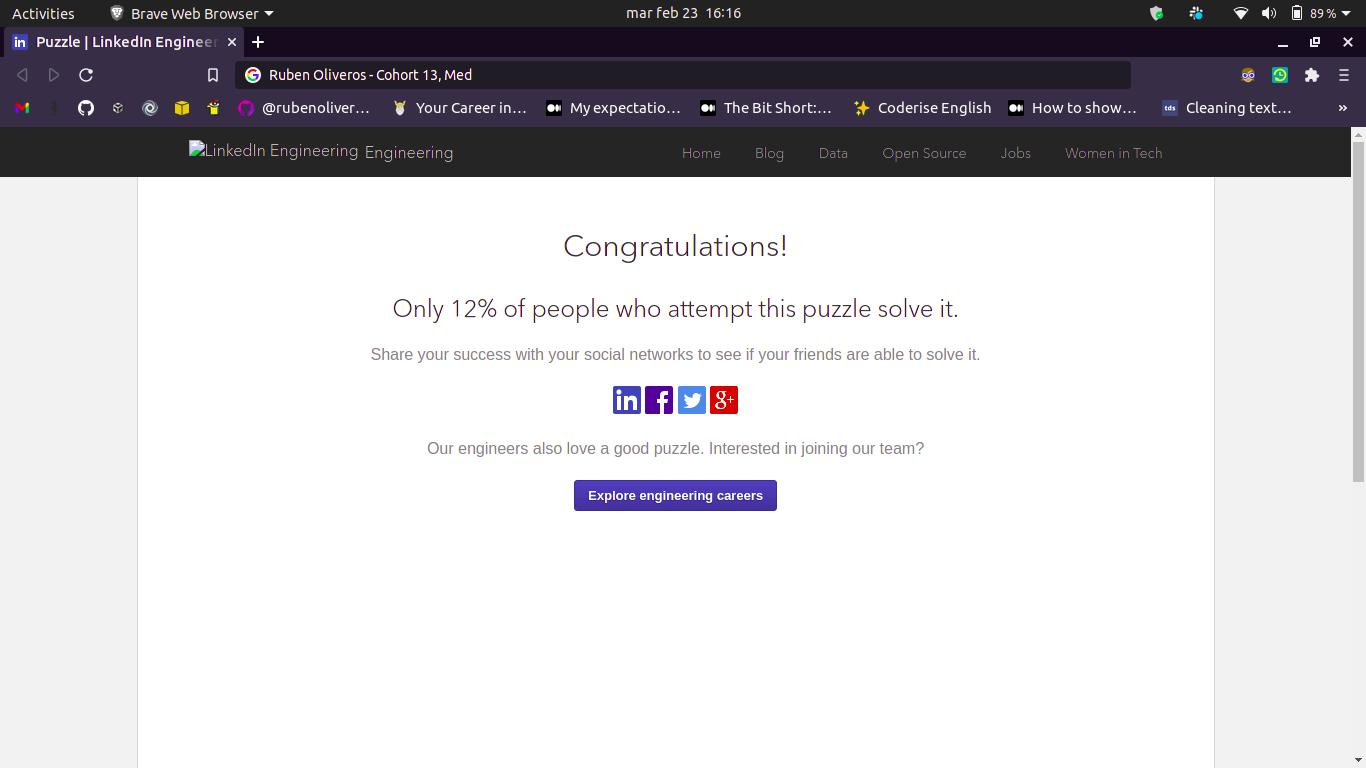 Activities Brave Web Browser mar feb 23 16:16 89%
Puzzle | LinkedIn Engineer
Ruben Oliveros - Cohort 13, Med
@rubenoliver... Your Career in... My expectatio... The Bit Short:... Coderise English How to show... tds Cleaning text... »
LinkedIn Engineering Engineering Home Blog Data Open Source Jobs Women in Tech
Congratulations!
Only 12% of people who attempt this puzzle solve it.
Share your success with your social networks to see if your friends are able to solve it.
in f g+
Our engineers also love a good puzzle. Interested in joining our team?
Explore engineering careers